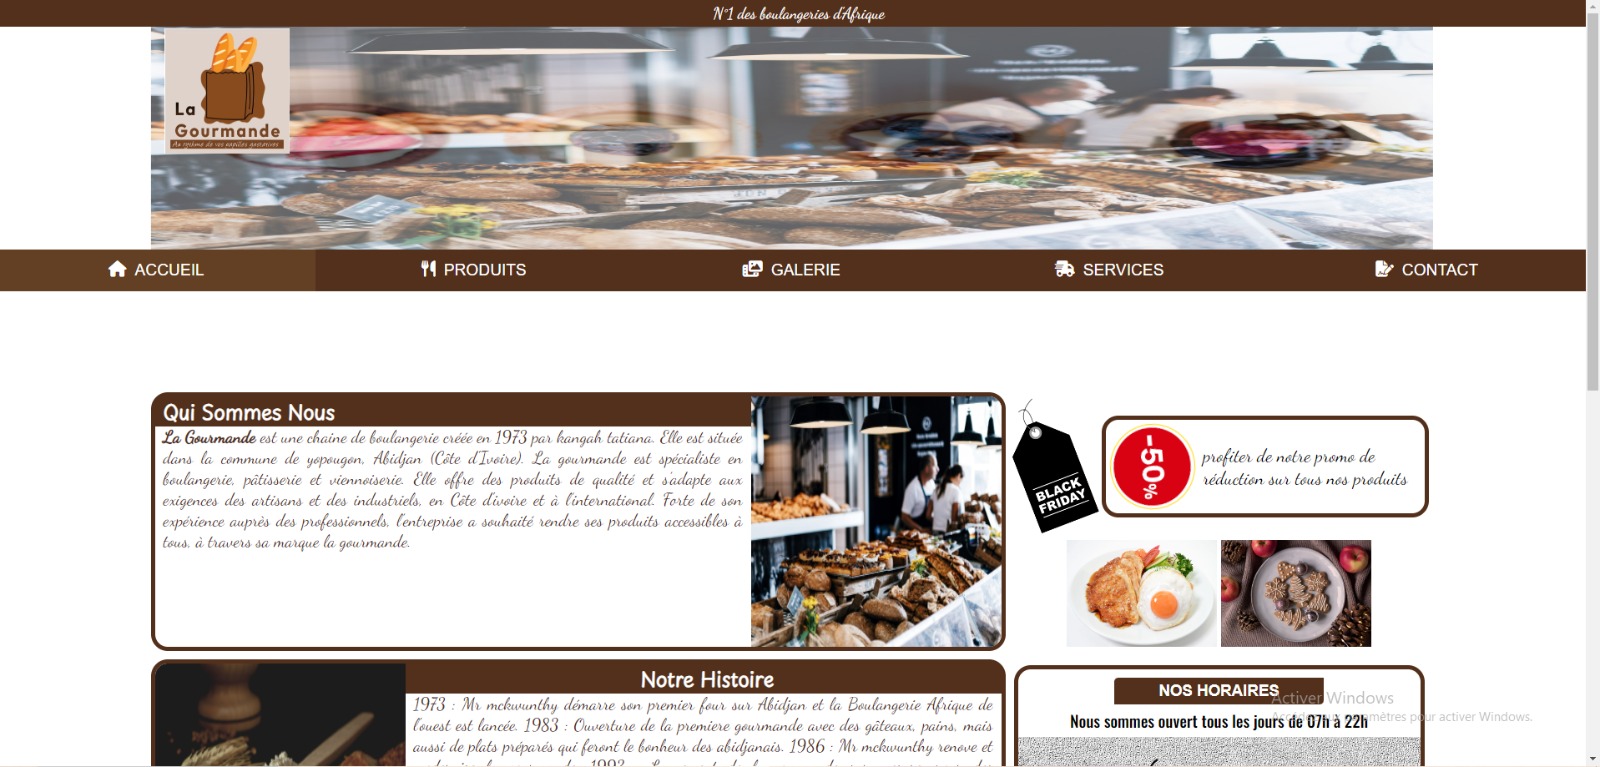 N°1 des boulangeries d'Afrique
La
Gourmande
Au rythme de vos papilles gustatives
ACCUEIL
PRODUITS
GALERIE
SERVICES
CONTACT
Qui Sommes Nous
La Gourmande est une chaine de boulangerie créée en 1973 par kangah tatiana. Elle est située
dans la commune de yopougon, Abidjan (Côte d'Ivoire). La gourmande est spécialiste en
boulangerie, pâtisserie et viennoiserie. Elle offre des produits de qualité et s'adapte aux
exigences des artisans et des industriels, en Côte d'ivoire et à l'international. Forte de son
expérience auprès des professionnels, l'entreprise a souhaité rendre ses produits accessibles à
tous, à travers sa marque la gourmande.
BLACK
FRIDAY
-50%
profiter de notre promo de
réduction sur tous nos produits
Notre Histoire
1973 : Mr mckwunthy démarre son premier four sur Abidjan et la Boulangerie Afrique de
l'ouest est lancée. 1983 : Ouverture de la premiere gourmande avec des gâteaux, pains, mais
aussi de plats préparés qui feront le bonheur des abidjanais. 1986 : Mr mckwunthy renove et
NOS HORAIRES
Nous sommes ouvert tous les jours de 07h à 22h
Activer Windows
paramètres pour activer Windows.